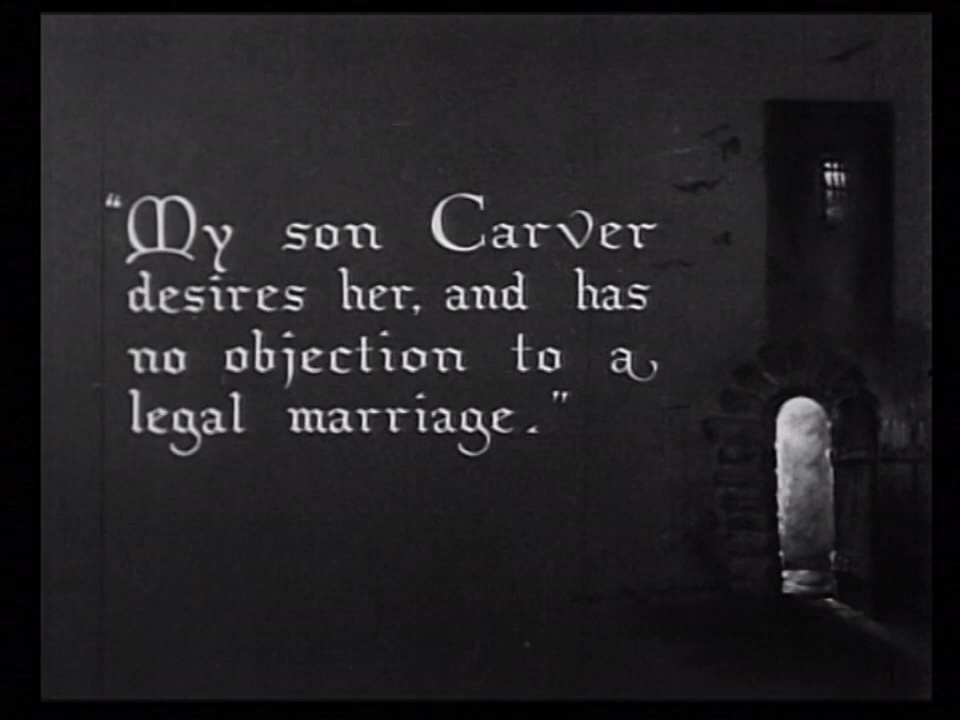 “My son Carver
desires her, and has
no objection to a
legal marriage.”